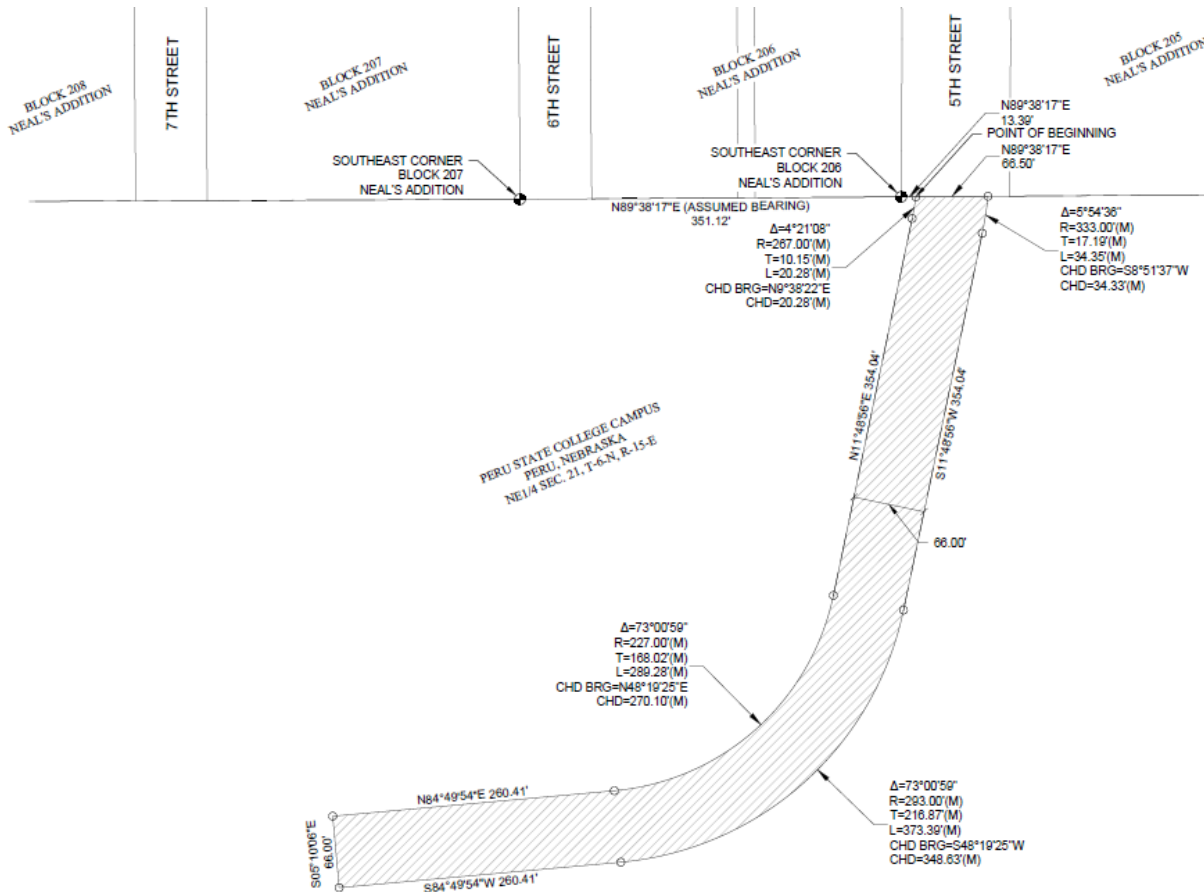 BLOCK 208
NEAL'S ADDITION
7TH STREET
BLOCK 207
NEAL'S ADDITION
6TH STREET
BLOCK 206
NEAL'S ADDITION
5TH STREET
BLOCK 205
NEAL'S ADDITION
N89°38'17"E
13.39'
POINT OF BEGINNING
N89°38'17"E
66.50'
SOUTHEAST CORNER
BLOCK 207
NEAL'S ADDITION
SOUTHEAST CORNER
BLOCK 206
NEAL'S ADDITION
N89°38'17"E (ASSUMED BEARING)
351.12'
Δ=4°21'08"
R=267.00'(M)
T=10.15'(M)
L=20.28'(M)
CHD BRG=N9°38'22"E
CHD=20.28'(M)
Δ=5°54'36"
R=333.00'(M)
T=17.19'(M)
L=34.35'(M)
CHD BRG=S8°51'37"W
CHD=34.33'(M)
N11°48'56"E 354.04'
S11°48'56"W 354.04'
PERU STATE COLLEGE CAMPUS
PERU, NEBRASKA
NE1/4 SEC. 21, T-6-N, R-15-E
66.00'
Δ=73°00'59"
R=227.00'(M)
T=168.02'(M)
L=289.28'(M)
CHD BRG=N48°19'25"E
CHD=270.10'(M)
Δ=73°00'59"
R=293.00'(M)
T=216.87'(M)
L=373.39'(M)
CHD BRG=S48°19'25"W
CHD=348.63'(M)
N84°49'54"E 260.41'
S05°10'06"E
66.00'
S84°49'54"W 260.41'